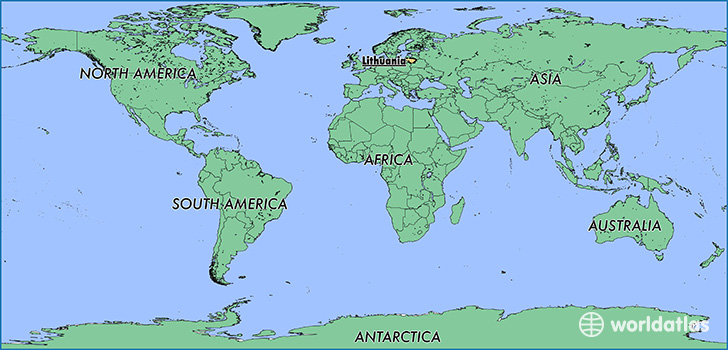 Lithuania
NORTH AMERICA
ASIA
AFRICA
SOUTH AMERICA
AUSTRALIA
worldatlas
ANTARCTICA